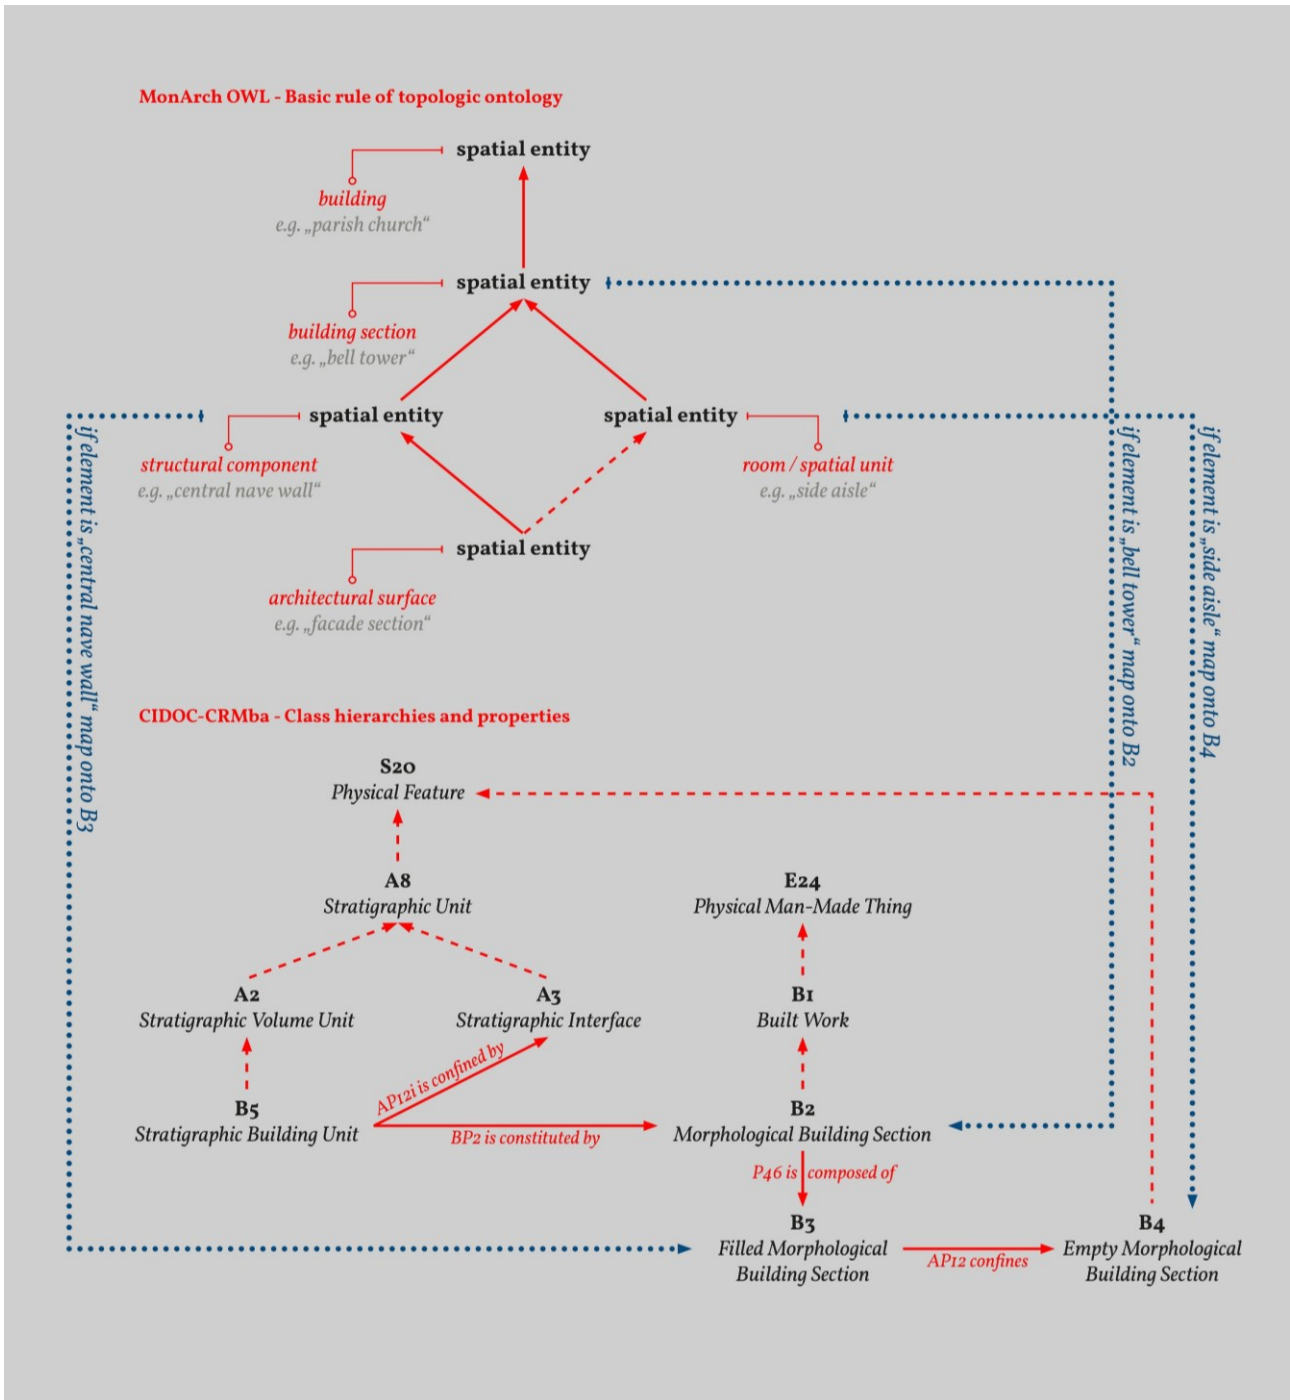 MonArch OWL - Basic rule of topologic ontology
spatial entity
building
e.g. „parish church“
spatial entity
building section
e.g. „bell tower“
spatial entity
spatial entity
structural component
e.g. „central nave wall“
room / spatial unit
e.g. „side aisle“
spatial entity
architectural surface
e.g. „facade section“
if element is „central nave wall“ map onto B3
if element is „bell tower“ map onto B2
if element is „side aisle“ map onto B4
CIDOC-CRMba - Class hierarchies and properties
S20
Physical Feature
A8
Stratigraphic Unit
E24
Physical Man-Made Thing
A2
Stratigraphic Volume Unit
A3
Stratigraphic Interface
B1
Built Work
AP12i is confined by
B5
Stratigraphic Building Unit
BP2 is constituted by
B2
Morphological Building Section
P46 is composed of
B3
Filled Morphological
Building Section
AP12 confines
B4
Empty Morphological
Building Section